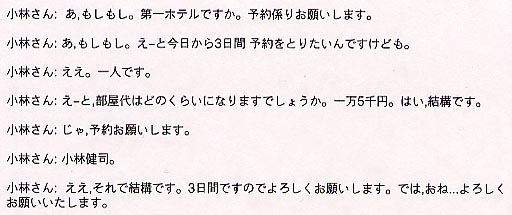 小林さん: あ,もしもし。第一ホテルですか。予約係りお願いします。
小林さん: あ,もしもし。えーと今日から3日間 予約をとりたいんですけども。
小林さん: ええ。一人です。
小林さん: えーと,部屋代はどのくらいになりますでしょうか。一万5千円。はい,結構です。
小林さん: じゃ,予約お願いします。
小林さん: 小林健司。
小林さん: ええ,それで結構です。3日間ですのでよろしくお願いします。では,おね...よろしく
お願いいたします。